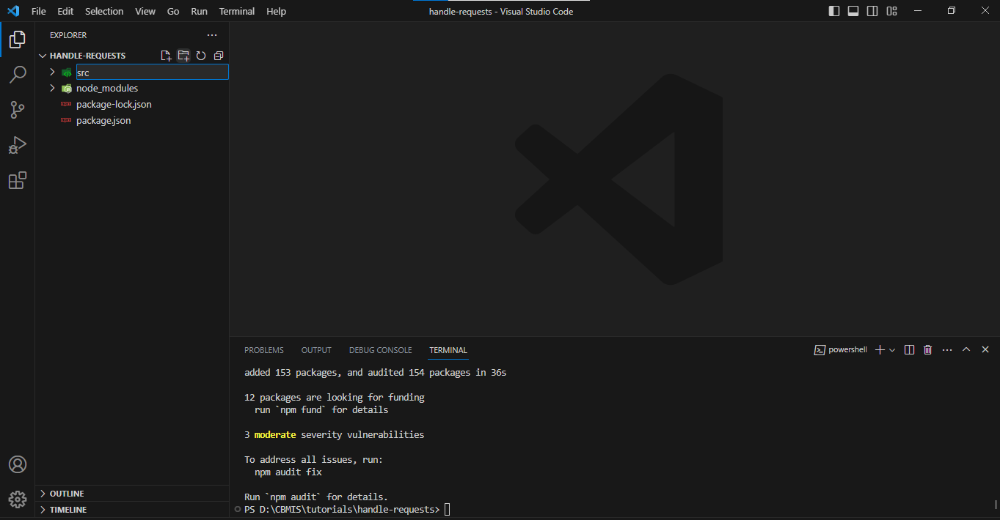 File Edit Selection View Go Run Terminal Help
handle-requests - Visual Studio Code
EXPLORER
HANDLE-REQUESTS
src
node_modules
package-lock.json
package.json
OUTLINE
TIMELINE
PROBLEMS OUTPUT DEBUG CONSOLE TERMINAL
powershell
added 153 packages, and audited 154 packages in 36s
12 packages are looking for funding
run `npm fund` for details
3 moderate severity vulnerabilities
To address all issues, run:
npm audit fix
Run `npm audit` for details.
PS D:\CBMIS\tutorials\handle-requests>